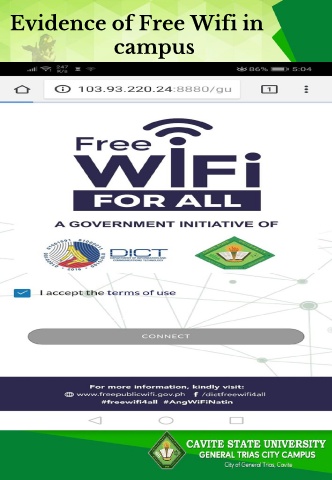 Evidence of Free Wifi in
campus
86% 5:04
103.93.220.24:8880/gu
1
Free
WiFi
FOR ALL
A GOVERNMENT INITIATIVE OF
DICT
I accept the terms of use
CONNECT
For more information, kindly visit:
www.freepublicwifi.gov.ph f /dictfreewifi4all
#freewifi4all #AngWiFiNatin
CAVITE STATE UNIVERSITY
GENERAL TRIAS CITY CAMPUS
City of General Trias, Cavite